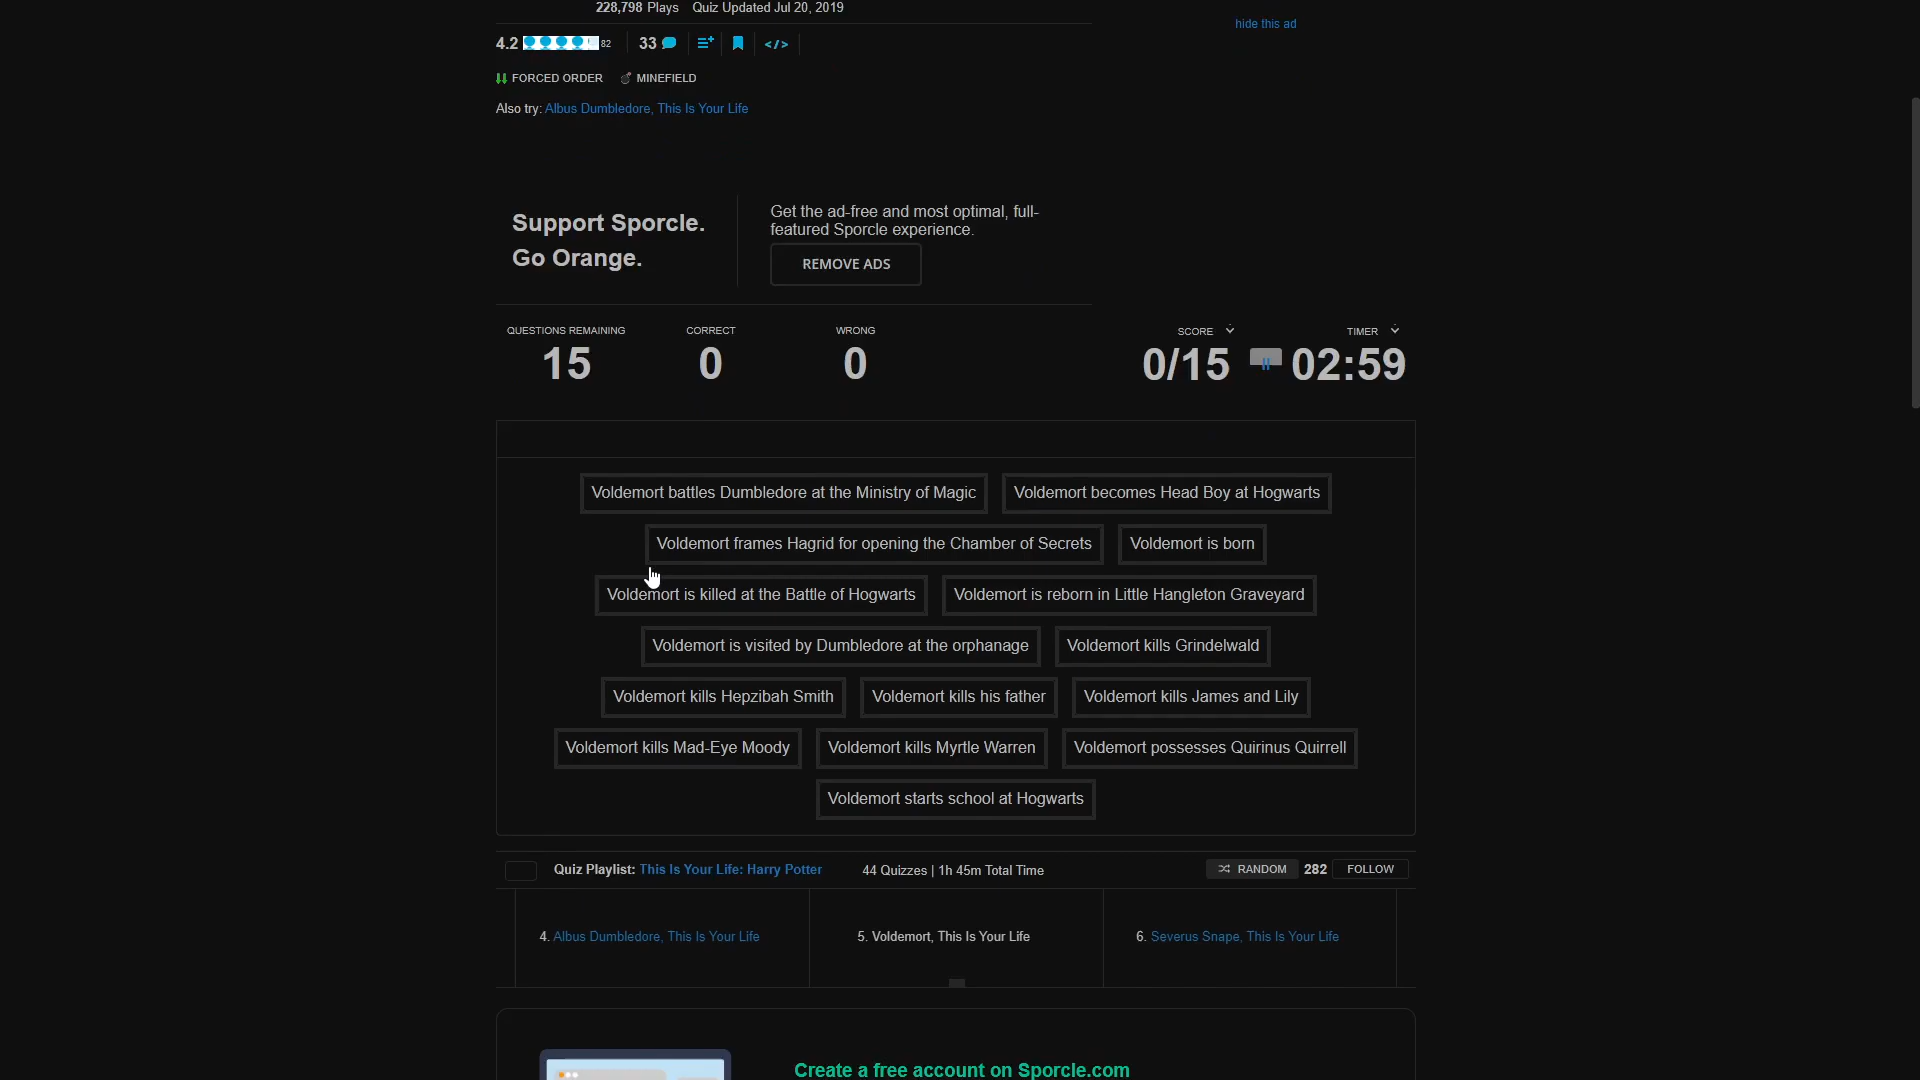 228,798 Plays Quiz Updated Jul 20, 2019
hide this ad
4.2 82 33 </>
FORCED ORDER MINEFIELD
Also try: Albus Dumbledore, This Is Your Life
Support Sporcle.
Go Orange.
Get the ad-free and most optimal, full-
featured Sporcle experience.
REMOVE ADS
QUESTIONS REMAINING CORRECT WRONG SCORE TIMER
15 0 0 0/15 02:59
Voldemort battles Dumbledore at the Ministry of Magic Voldemort becomes Head Boy at Hogwarts
Voldemort frames Hagrid for opening the Chamber of Secrets Voldemort is born
Voldemort is killed at the Battle of Hogwarts Voldemort is reborn in Little Hangleton Graveyard
Voldemort is visited by Dumbledore at the orphanage Voldemort kills Grindelwald
Voldemort kills Hepzibah Smith Voldemort kills his father Voldemort kills James and Lily
Voldemort kills Mad-Eye Moody Voldemort kills Myrtle Warren Voldemort possesses Quirinus Quirrell
Voldemort starts school at Hogwarts
Quiz Playlist: This Is Your Life: Harry Potter 44 Quizzes | 1h 45m Total Time RANDOM 282 FOLLOW
4. Albus Dumbledore, This Is Your Life 5. Voldemort, This Is Your Life 6. Severus Snape, This Is Your Life
Create a free account on Sporcle.com